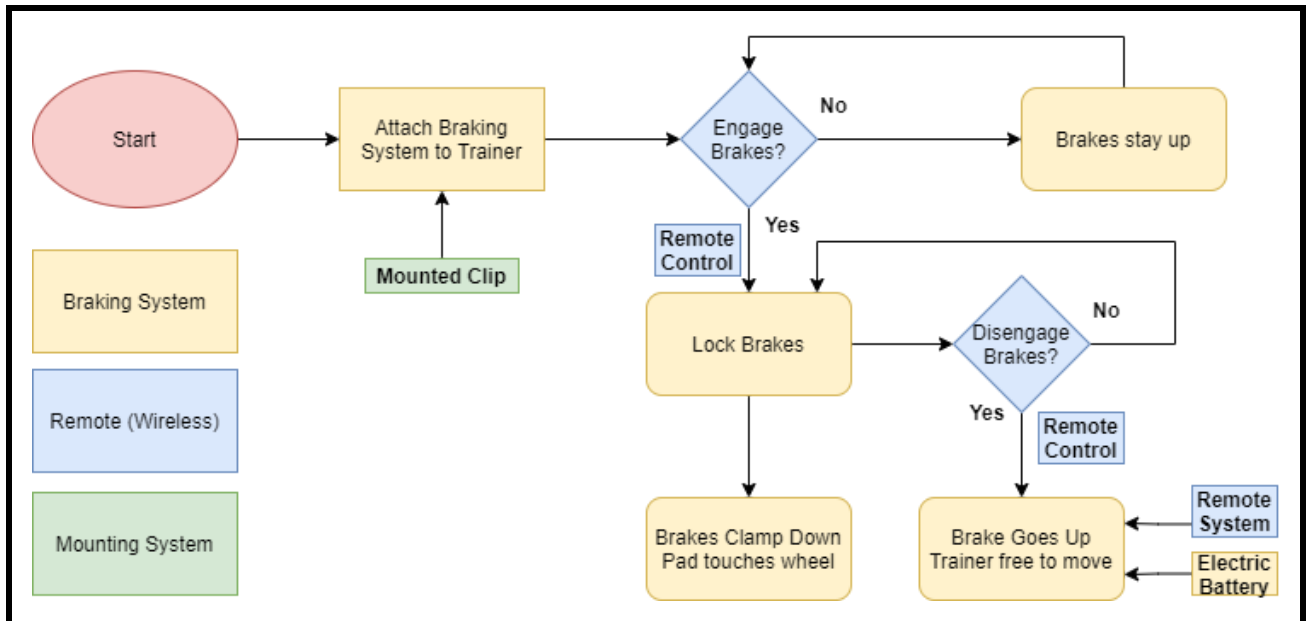 Start
Attach Braking
System to Trainer
Engage
Brakes?
No
Brakes stay up
Yes
Remote
Control
Mounted Clip
Braking System
Lock Brakes
Disengage
Brakes?
No
Yes
Remote
Control
Remote (Wireless)
Mounting System
Brakes Clamp Down
Pad touches wheel
Brake Goes Up
Trainer free to move
Remote
System
Electric
Battery